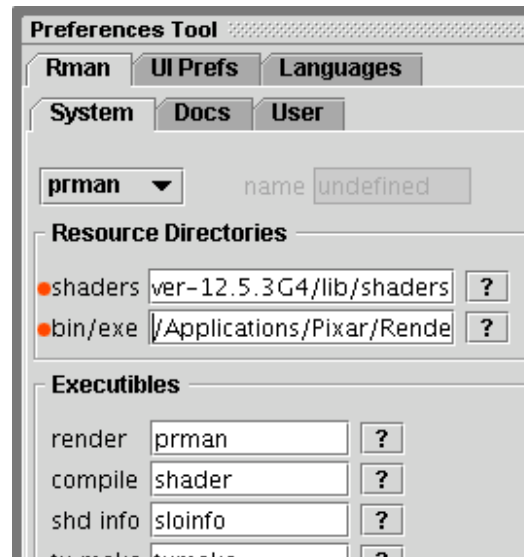 Preferences Tool
Rman UI Prefs Languages
System Docs User
prman name undefined
Resource Directories
shaders ver-12.5.3G4/lib/shaders ?
bin/exe /Applications/Pixar/Rende ?
Executibles
render prman ?
compile shader ?
shd info sloinfo ?